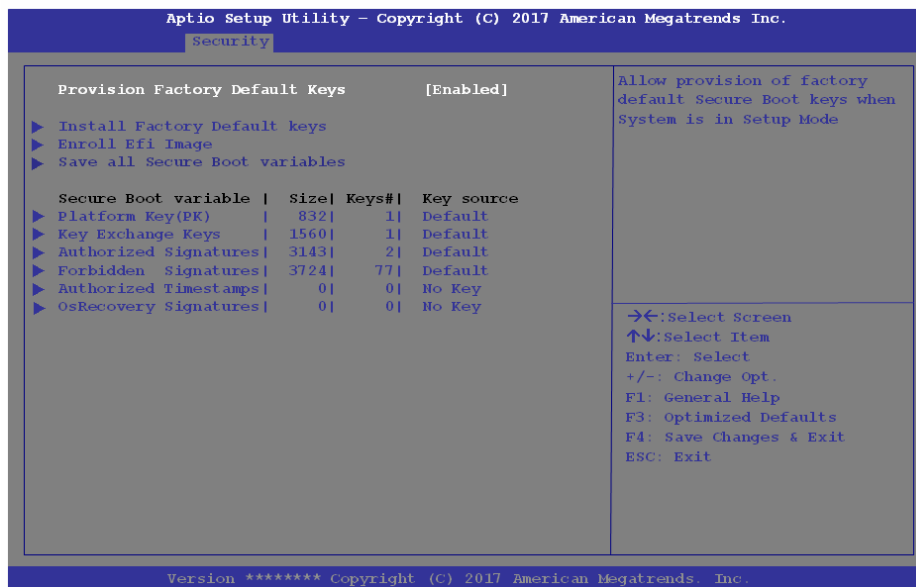 Aptio Setup Utility – Copyright (C) 2017 American Megatrends Inc.
Security
Provision Factory Default Keys [Enabled]
▶ Install Factory Default keys
▶ Enroll Efi Image
▶ Save all Secure Boot variables
Secure Boot variable | Size| Keys#| Key source
▶ Platform Key(PK) | 832| 1| Default
▶ Key Exchange Keys | 1560| 1| Default
▶ Authorized Signatures| 3143| 2| Default
▶ Forbidden Signatures| 3724| 77| Default
▶ Authorized Timestamps| 0| 0| No Key
▶ OsRecovery Signatures| 0| 0| No Key
Allow provision of factory
default Secure Boot keys when
System is in Setup Mode
→←:Select Screen
↑↓:Select Item
Enter: Select
+/-: Change Opt.
F1: General Help
F3: Optimized Defaults
F4: Save Changes & Exit
ESC: Exit
Version ******** Copyright (C) 2017 American Megatrends. Inc.